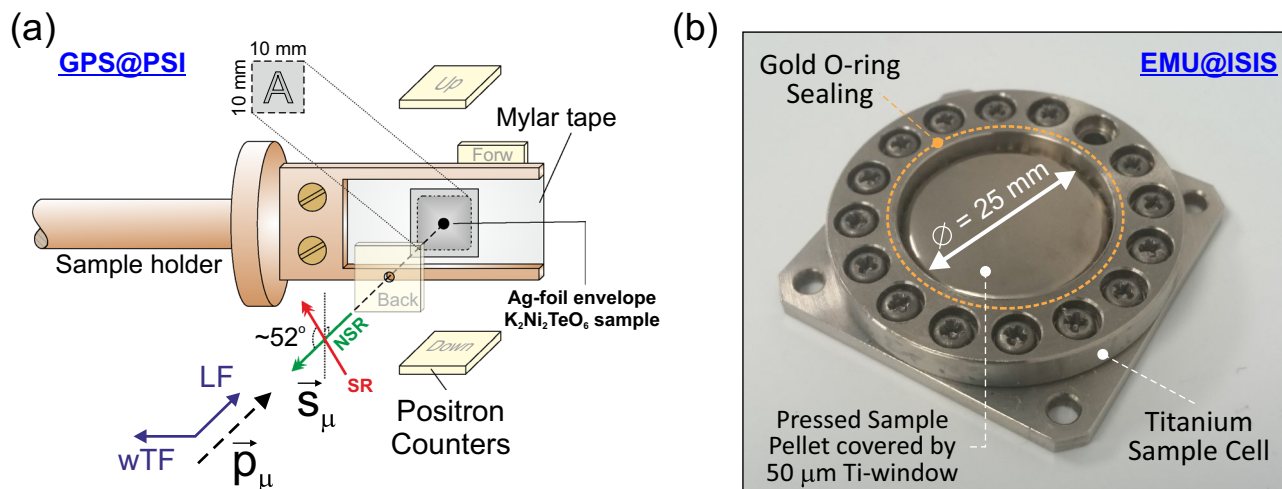 (a)
GPS@PSI
10 mm
10 mm
A
Up
Mylar tape
Forw
Sample holder
Back
Ag-foil envelope
K₂Ni₂TeO₆ sample
~52°
NSR
SR
Down
LF
wTF
s⃗μ
p⃗μ
Positron
Counters
(b)
EMU@ISIS
Gold O-ring
Sealing
∅ = 25 mm
Pressed Sample
Pellet covered by
50 μm Ti-window
Titanium
Sample Cell